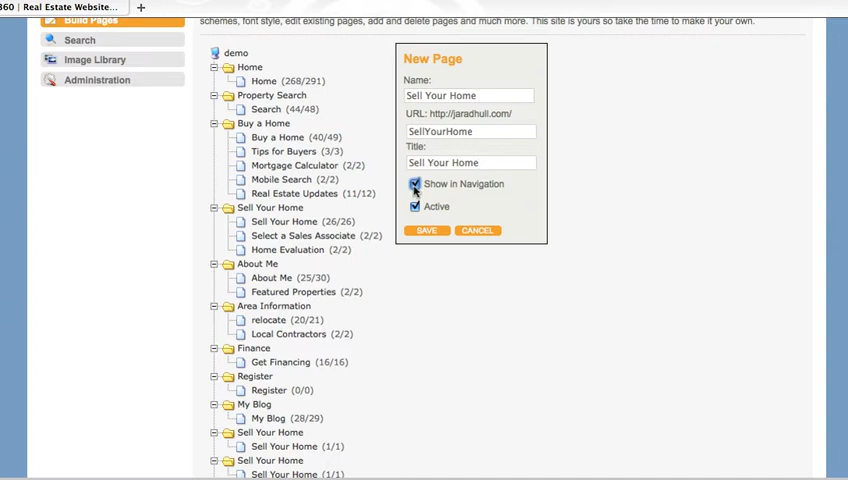 360 | Real Estate Website...
Build Pages
schemes, font style, edit existing pages, add and delete pages and much more. This site is yours so take the time to make it your own.
Search
Image Library
Administration
demo
Home
Home (268/291)
Property Search
Search (44/48)
Buy a Home
Buy a Home (40/49)
Tips for Buyers (3/3)
Mortgage Calculator (2/2)
Mobile Search (2/2)
Real Estate Updates (11/12)
Sell Your Home
Sell Your Home (26/26)
Select a Sales Associate (2/2)
Home Evaluation (2/2)
About Me
About Me (25/30)
Featured Properties (2/2)
Area Information
relocate (20/21)
Local Contractors (2/2)
Finance
Get Financing (16/16)
Register
Register (0/0)
My Blog
My Blog (28/29)
Sell Your Home
Sell Your Home (1/1)
Sell Your Home
Sell Your Home (1/1)
New Page
Name:
Sell Your Home
URL: http://jaradhull.com/
SellYourHome
Title:
Sell Your Home
Show in Navigation
Active
SAVE CANCEL